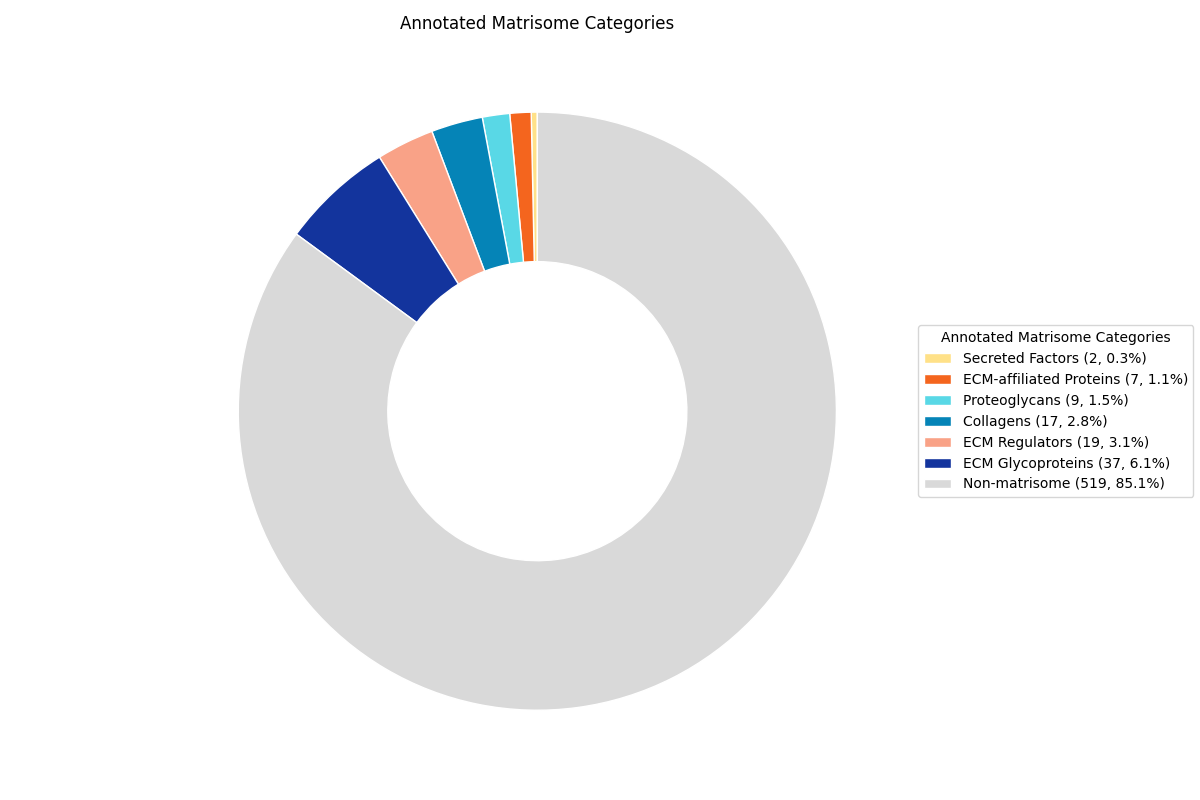 Annotated Matrisome Categories
Annotated Matrisome Categories
Secreted Factors (2, 0.3%)
ECM-affiliated Proteins (7, 1.1%)
Proteoglycans (9, 1.5%)
Collagens (17, 2.8%)
ECM Regulators (19, 3.1%)
ECM Glycoproteins (37, 6.1%)
Non-matrisome (519, 85.1%)